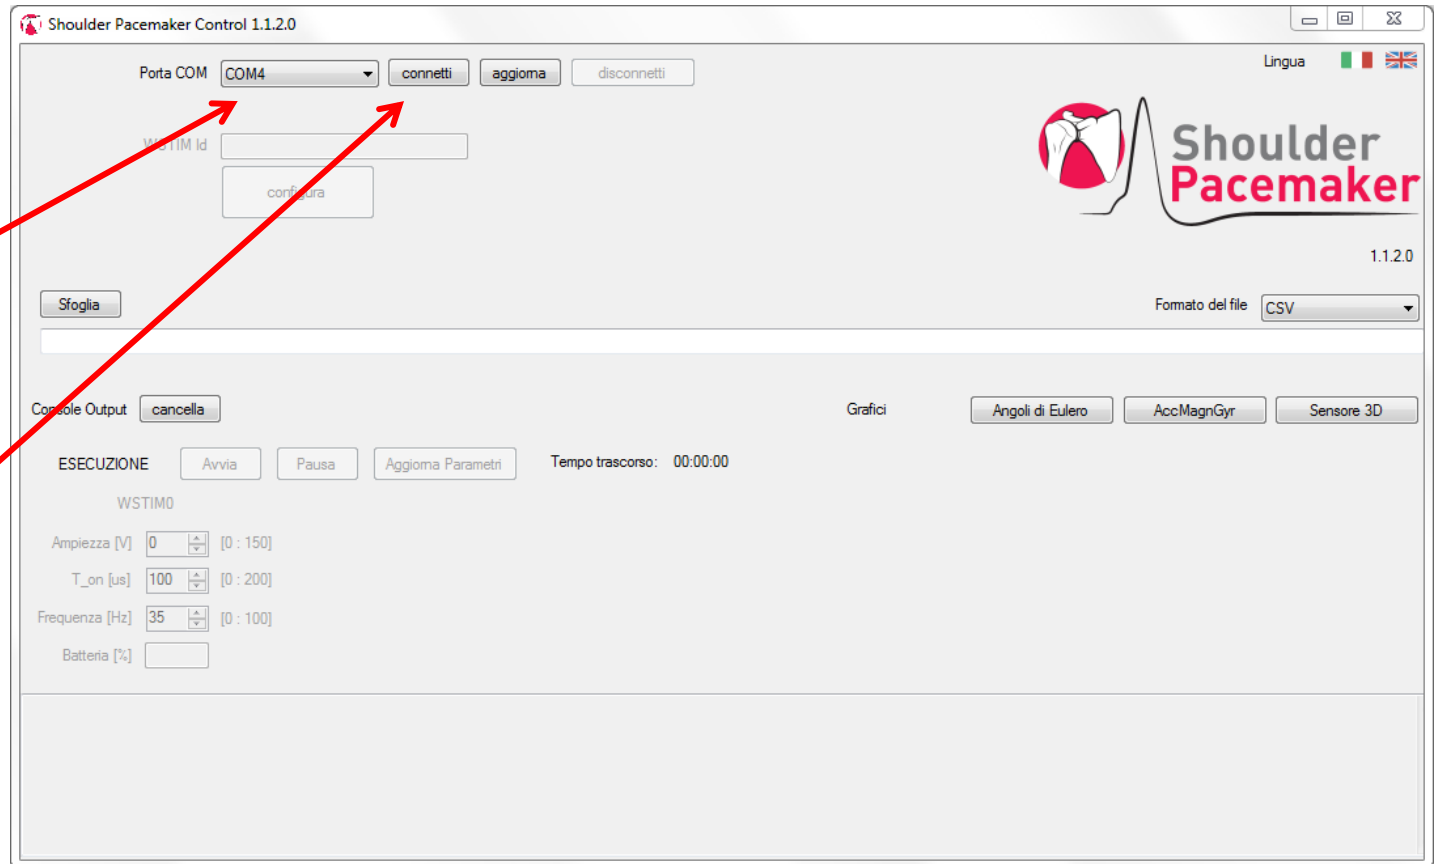 Shoulder Pacemaker Control 1.1.2.0
Porta COM COM4 connetti aggiorna disconnetti
Lingua
WSTIM Id
configura
Shoulder
Pacemaker
1.1.2.0
Sfoglia
Formato del file CSV
Console Output cancella
Grafici Angoli di Eulero AccMagnGyr Sensore 3D
ESECUZIONE Avvia Pausa Aggiorna Parametri Tempo trascorso: 00:00:00
WSTIM0
Ampiezza [V] 0 [0 : 150]
T_on [us] 100 [0 : 200]
Frequenza [Hz] 35 [0 : 100]
Batteria [%]